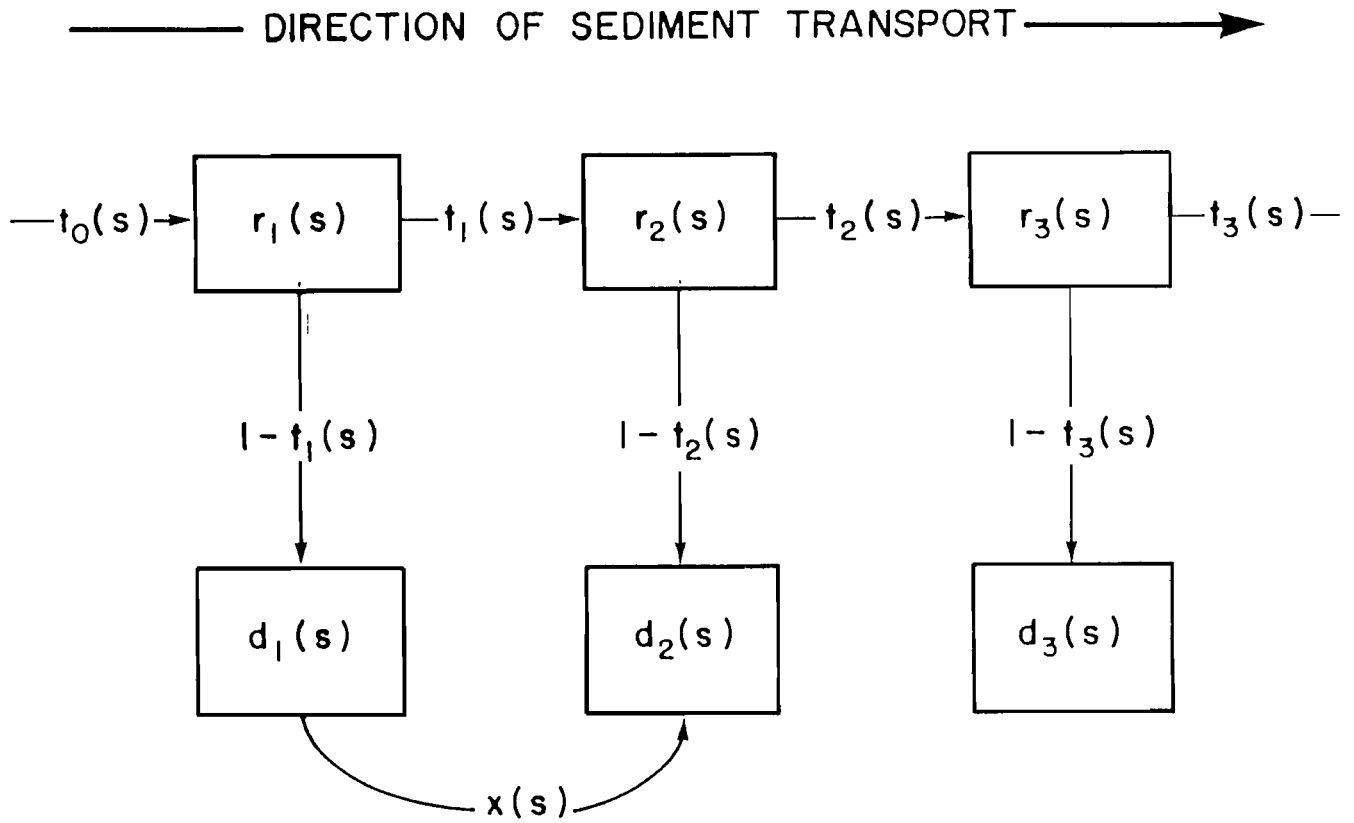 DIRECTION OF SEDIMENT TRANSPORT
t₀(s) r₁(s) t₁(s) r₂(s) t₂(s) r₃(s) t₃(s)
1 - t₁(s) 1 - t₂(s) 1 - t₃(s)
d₁(s) d₂(s) d₃(s)
x(s)